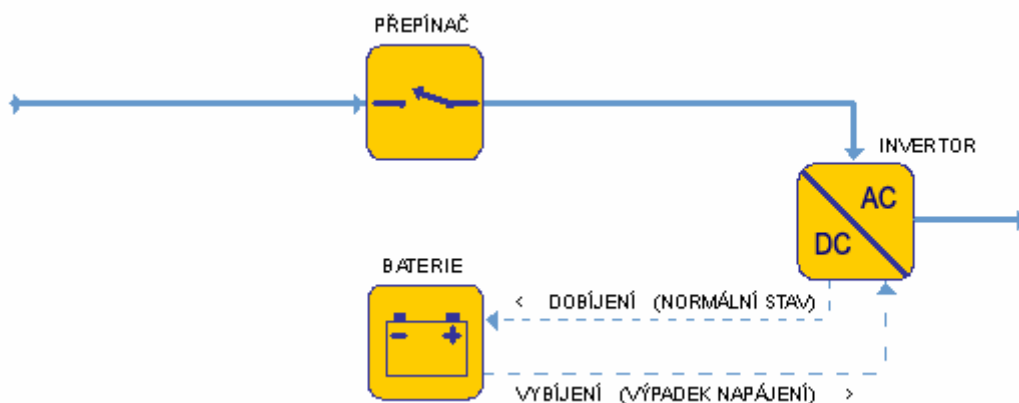 PŘEPÍNAČ
INVERTOR
AC
DC
BATERIE
< DOBÍJENÍ (NORMÁLNÍ STAV)
- +
VYBÍJENÍ (VÝPADEK NAPÁJENÍ) >